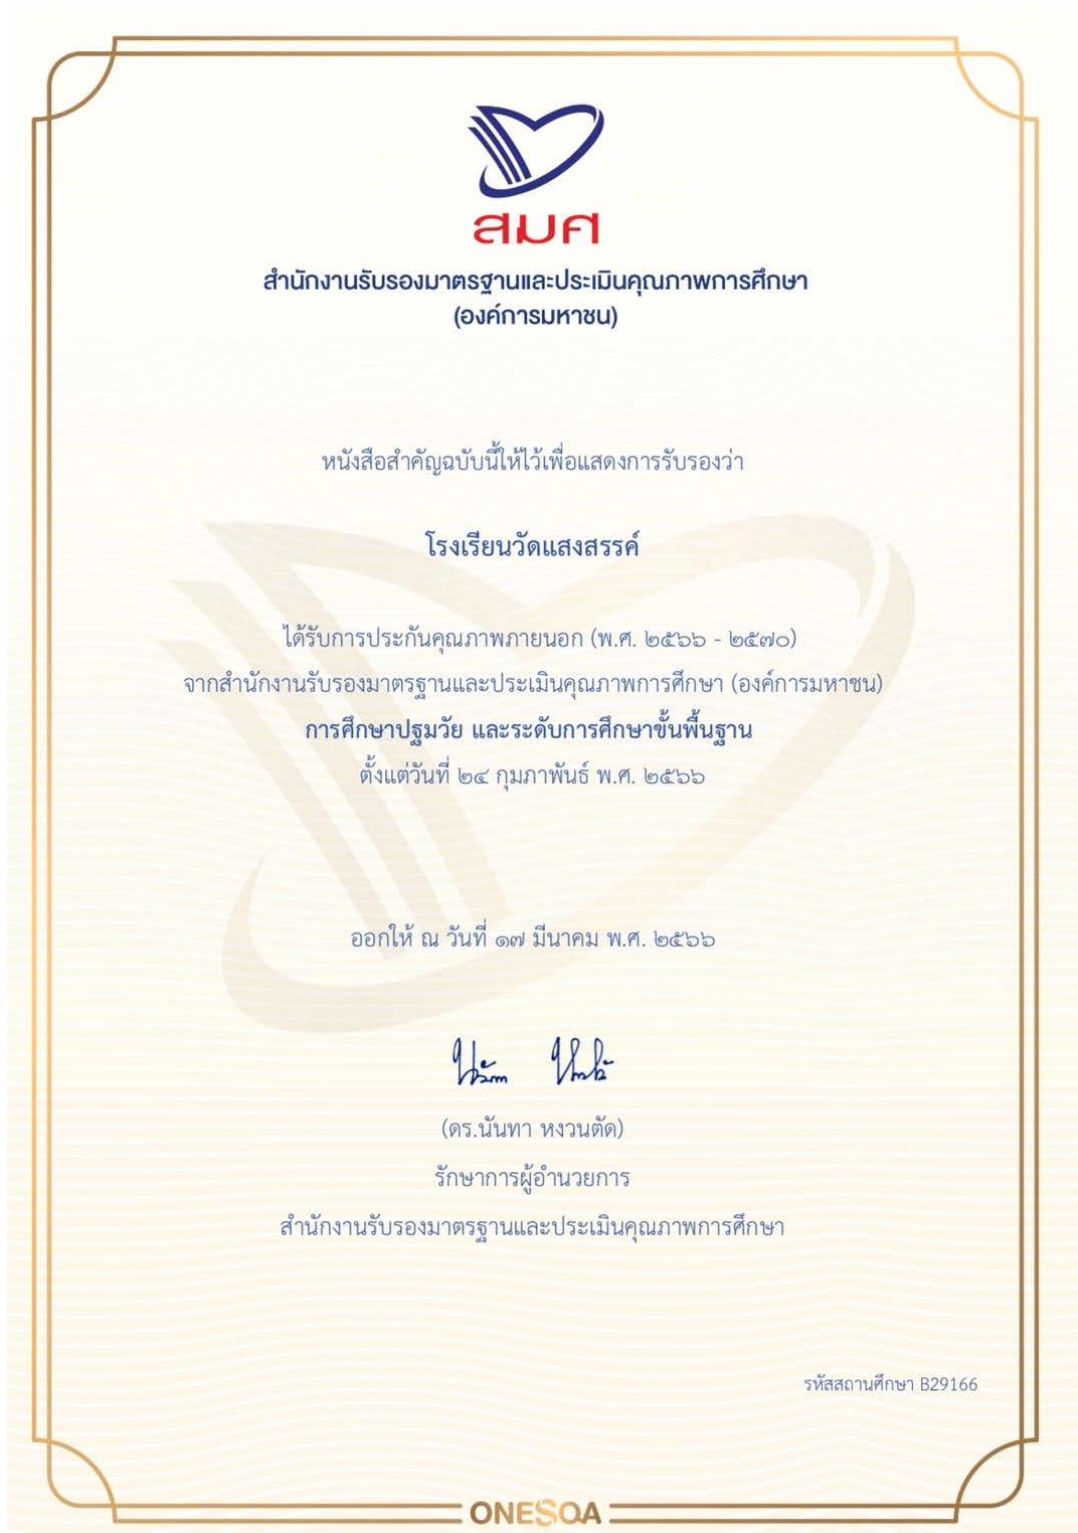 สมศ
สำนักงานรับรองมาตรฐานและประเมินคุณภาพการศึกษา
(องค์การมหาชน)
หนังสือสำคัญฉบับนี้ให้ไว้เพื่อแสดงการรับรองว่า
โรงเรียนวัดแสงสรรค์
ได้รับการประกันคุณภาพภายนอก (พ.ศ. ๒๕๖๖ - ๒๕๗๐)
จากสำนักงานรับรองมาตรฐานและประเมินคุณภาพการศึกษา (องค์การมหาชน)
การศึกษาปฐมวัย และระดับการศึกษาขั้นพื้นฐาน
ตั้งแต่วันที่ ๒๔ กุมภาพันธ์ พ.ศ. ๒๕๖๖
ออกให้ ณ วันที่ ๑๗ มีนาคม พ.ศ. ๒๕๖๖
(ดร.นันทา หงวนตัด)
รักษาการผู้อำนวยการ
สำนักงานรับรองมาตรฐานและประเมินคุณภาพการศึกษา
รหัสสถานศึกษา B29166
ONESQA